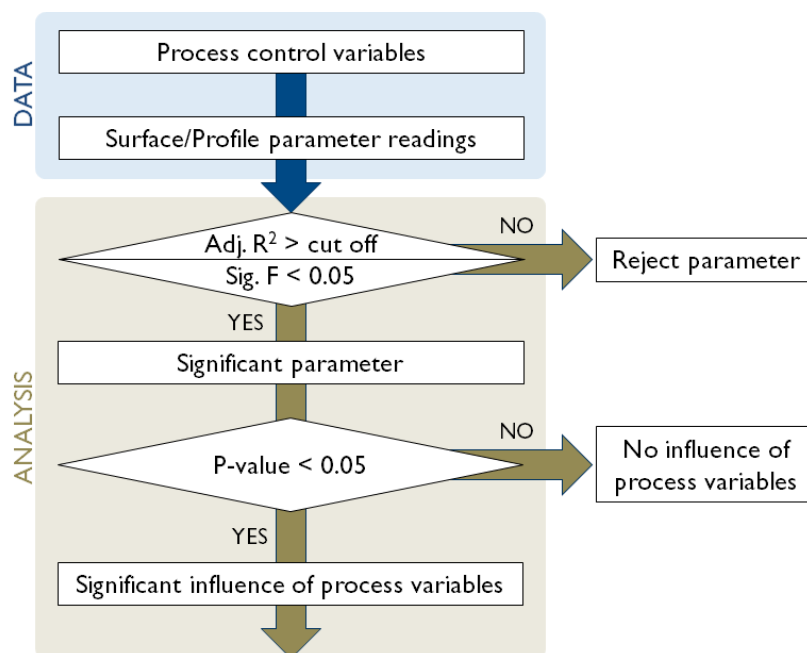 DATA
Process control variables
Surface/Profile parameter readings
ANALYSIS
Adj. R² > cut off
Sig. F < 0.05
NO
Reject parameter
YES
Significant parameter
P-value < 0.05
NO
No influence of
process variables
YES
Significant influence of process variables